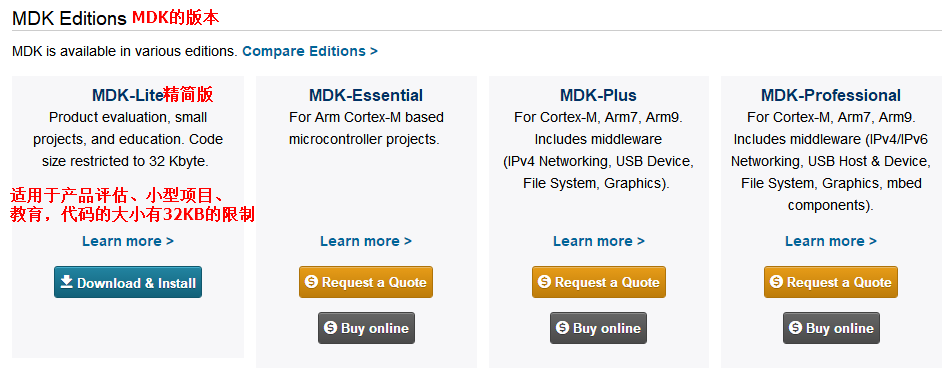 MDK Editions MDK的版本
MDK is available in various editions. Compare Editions >
MDK-Lite精简版
Product evaluation, small
projects, and education. Code
size restricted to 32 Kbyte.
适用于产品评估、小型项目、
教育，代码的大小有32KB的限制
Learn more >
Download & Install
MDK-Essential
For Arm Cortex-M based
microcontroller projects.
Learn more >
Request a Quote
Buy online
MDK-Plus
For Cortex-M, Arm7, Arm9.
Includes middleware
(IPv4 Networking, USB Device,
File System, Graphics).
Learn more >
Request a Quote
Buy online
MDK-Professional
For Cortex-M, Arm7, Arm9.
Includes middleware (IPv4/IPv6
Networking, USB Host & Device,
File System, Graphics, mbed
components).
Learn more >
Request a Quote
Buy online